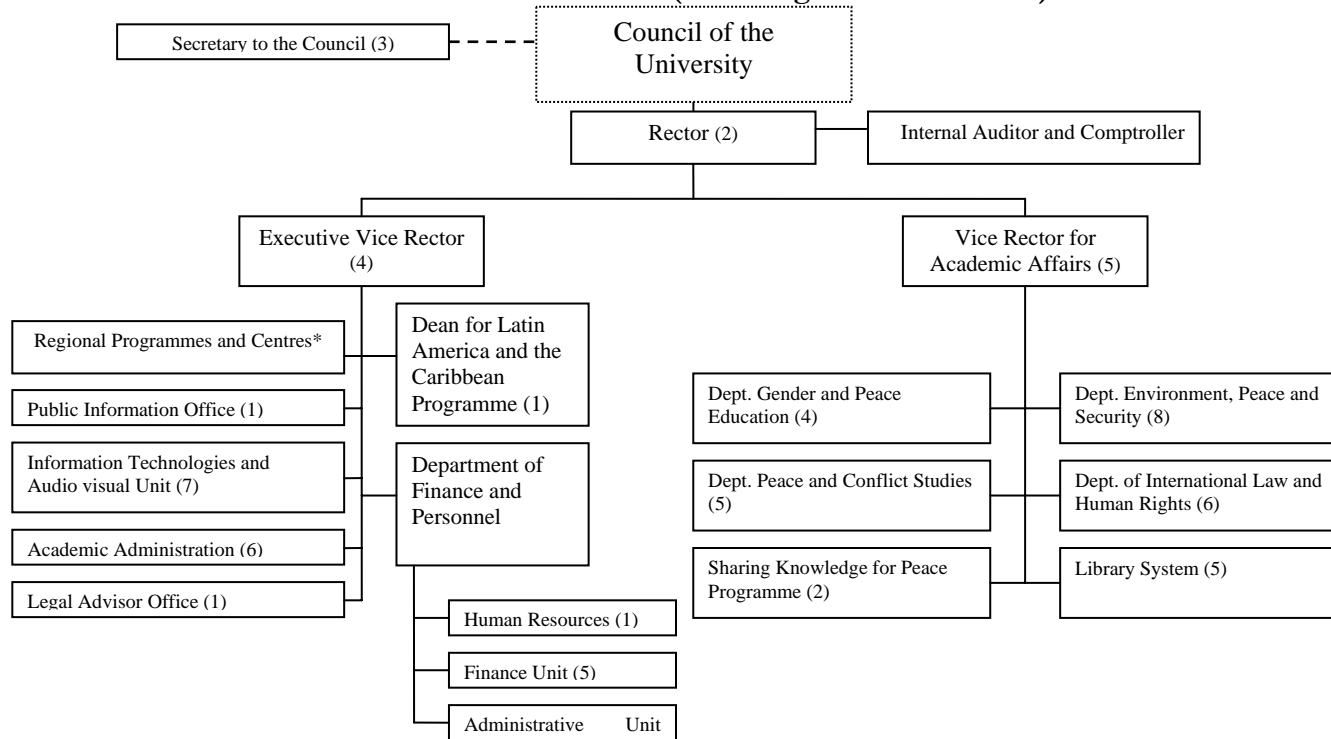 Secretary to the Council (3)
Council of the
University
Rector (2)
Internal Auditor and Comptroller
Executive Vice Rector
(4)
Vice Rector for
Academic Affairs (5)
Regional Programmes and Centres*
Dean for Latin
America and the
Caribbean
Programme (1)
Public Information Office (1)
Information Technologies and
Audio visual Unit (7)
Department of
Finance and
Personnel
Academic Administration (6)
Legal Advisor Office (1)
Human Resources (1)
Finance Unit (5)
Administrative Unit
Dept. Gender and Peace
Education (4)
Dept. Environment, Peace and
Security (8)
Dept. Peace and Conflict Studies
(5)
Dept. of International Law and
Human Rights (6)
Sharing Knowledge for Peace
Programme (2)
Library System (5)